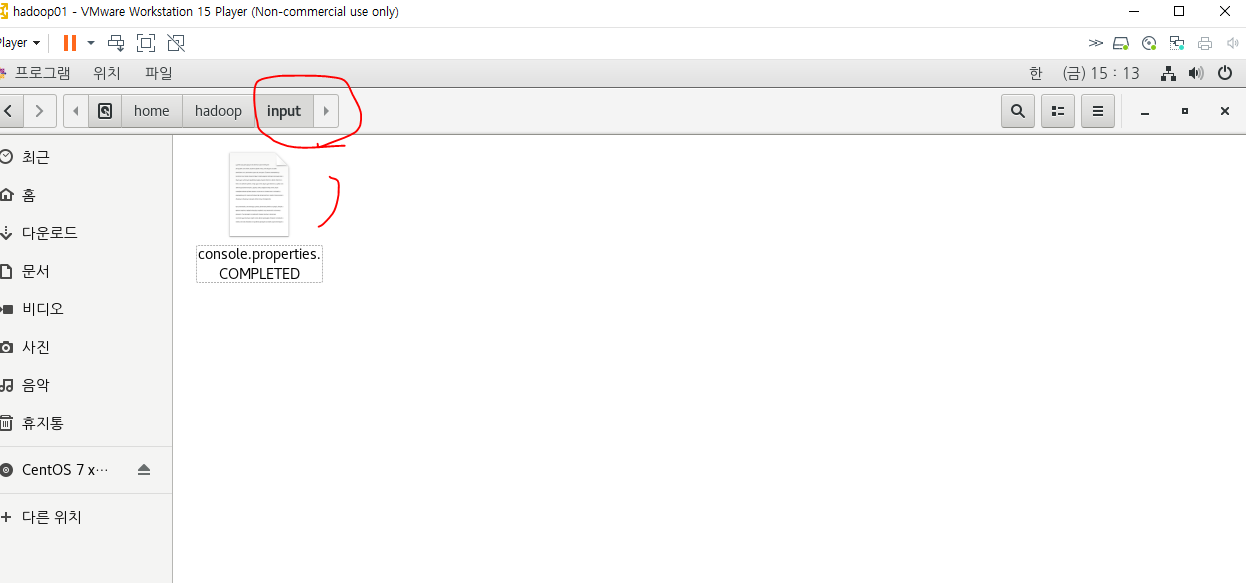 hadoop01 - VMware Workstation 15 Player (Non-commercial use only)
Player
프로그램 위치 파일 한 (금) 15 : 13
home hadoop input
최근
홈
다운로드
문서
비디오
사진
음악
휴지통
CentOS 7 x···
다른 위치
console.properties.
COMPLETED